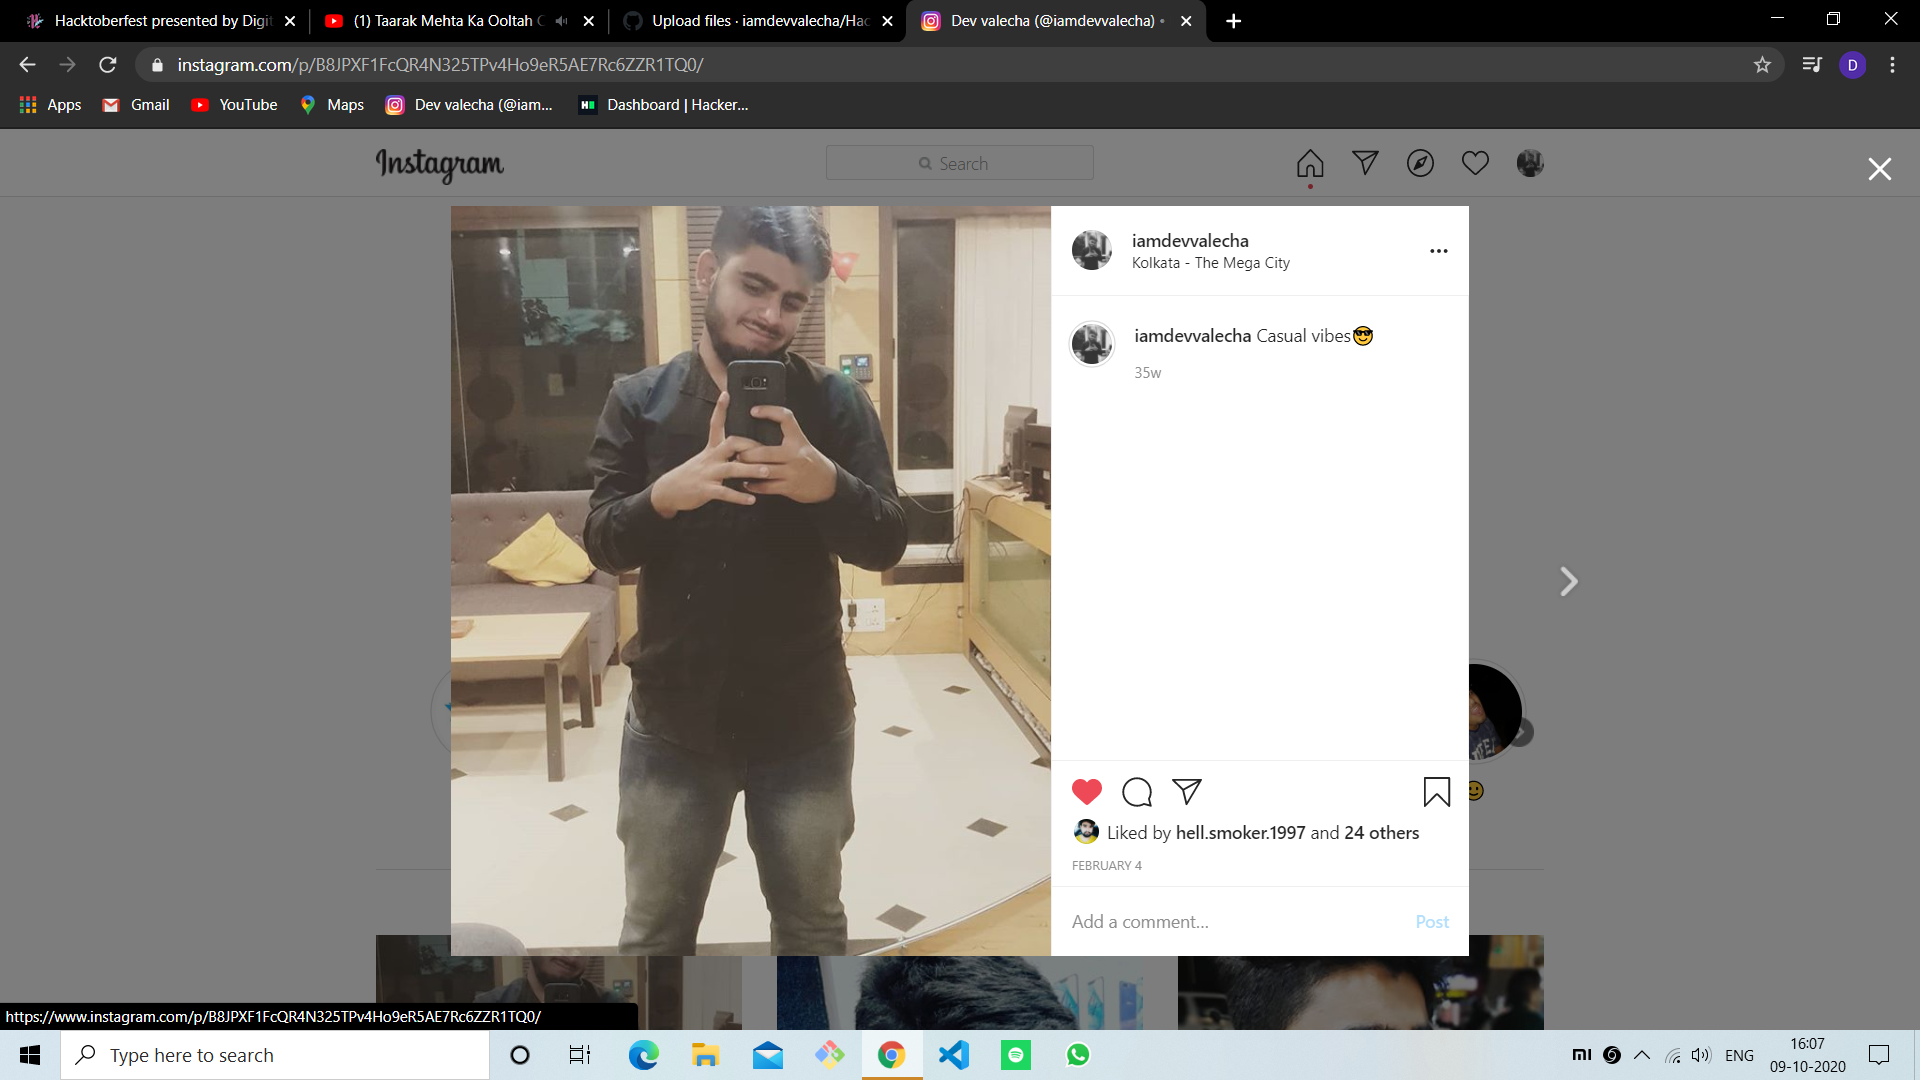 Hacktoberfest presented by Digit
(1) Taarak Mehta Ka Ooltah C
Upload files · iamdevvalecha/Hac
Dev valecha (@iamdevvalecha) •
instagram.com/p/B8JPXF1FcQR4N325TPv4Ho9eR5AE7Rc6ZZR1TQ0/
D
Apps
Gmail
YouTube
Maps
Dev valecha (@iam...
Dashboard | Hacker...
Instagram
Search
iamdevvalecha
Kolkata - The Mega City
iamdevvalecha Casual vibes😎
35w
Liked by hell.smoker.1997 and 24 others
FEBRUARY 4
Add a comment...
Post
https://www.instagram.com/p/B8JPXF1FcQR4N325TPv4Ho9eR5AE7Rc6ZZR1TQ0/
Type here to search
ENG
16:07
09-10-2020